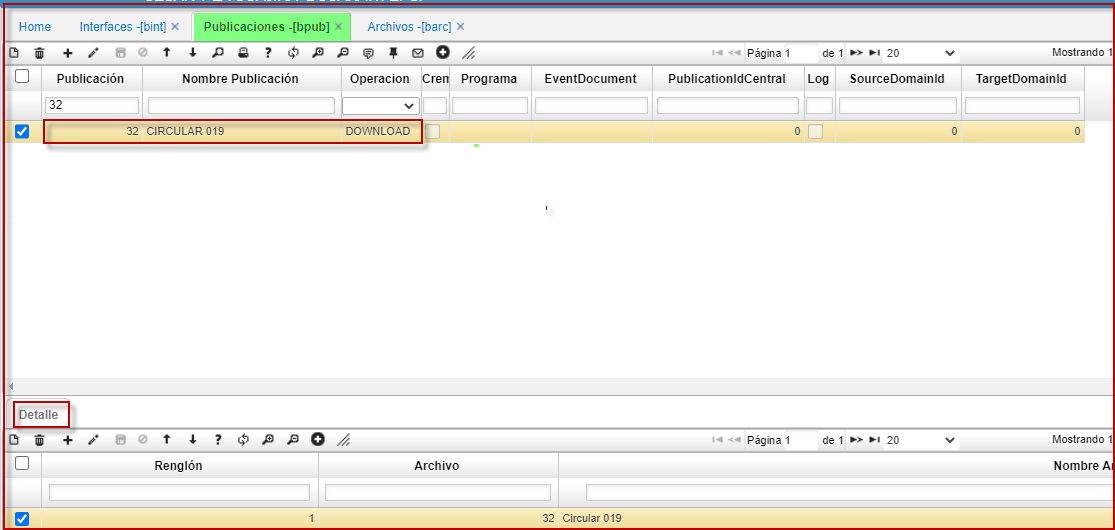 Home Interfaces -[bint] × Publicaciones -[bpub] × Archivos -[barc] ×
Página 1 de 1 20 Mostrando 1
Publicación Nombre Publicación Operacion Crem Programa EventDocument PublicationIdCentral Log SourceDomainId TargetDomainId
32
32 CIRCULAR 019 DOWNLOAD 0 0 0
Detalle
Página 1 de 1 20 Mostrando 1
Renglón Archivo Nombre Ar
1 32 Circular 019